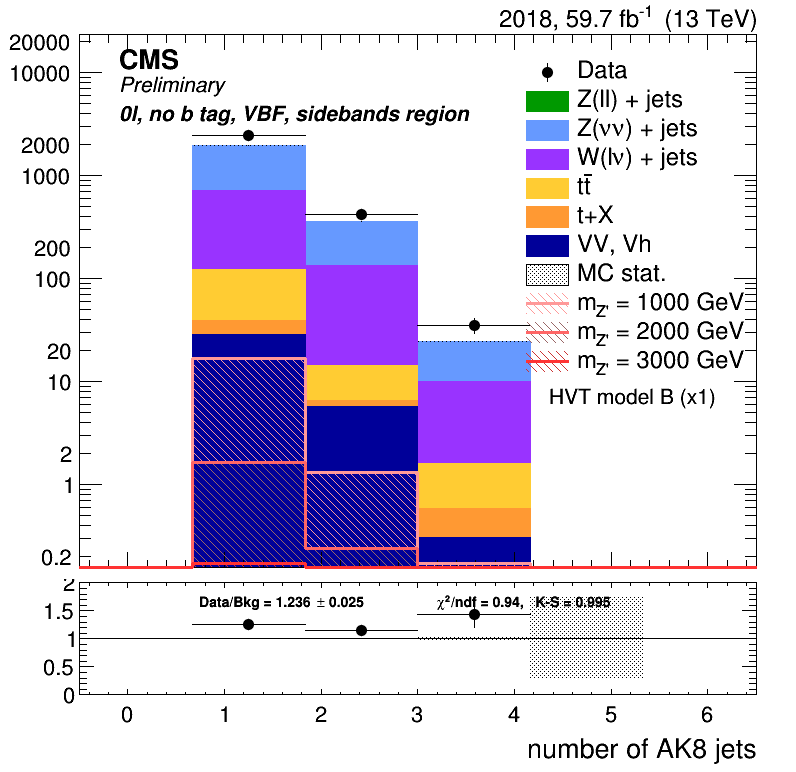 2018, 59.7 fb⁻¹ (13 TeV)
CMS
Preliminary
0l, no b tag, VBF, sidebands region
Data
Z(ll) + jets
Z(νν) + jets
W(lν) + jets
tt̄
t+X
VV, Vh
MC stat.
m_Z' = 1000 GeV
m_Z' = 2000 GeV
m_Z' = 3000 GeV
HVT model B (x1)
20000
10000
2000
1000
200
100
20
10
2
1
0.2
Data/Bkg = 1.236 ± 0.025
χ²/ndf = 0.94, K-S = 0.995
2
1.5
1
0.5
0
0 1 2 3 4 5 6
number of AK8 jets